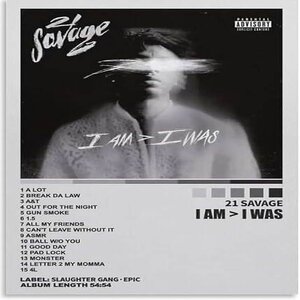 21
Savage
PARENTAL
ADVISORY
EXPLICIT CONTENT
I AM > I WAS
21 SAVAGE
I AM > I WAS
1 A LOT
2 BREAK DA LAW
3 A&T
4 OUT FOR THE NIGHT
5 GUN SMOKE
6 1.5
7 ALL MY FRIENDS
8 CAN'T LEAVE WITHOUT IT
9 ASMR
10 BALL W/O YOU
11 GOOD DAY
12 PAD LOCK
13 MONSTER
14 LETTER 2 MY MOMMA
15 4L
LABEL: SLAUGHTER GANG · EPIC
ALBUM LENGTH 54:54